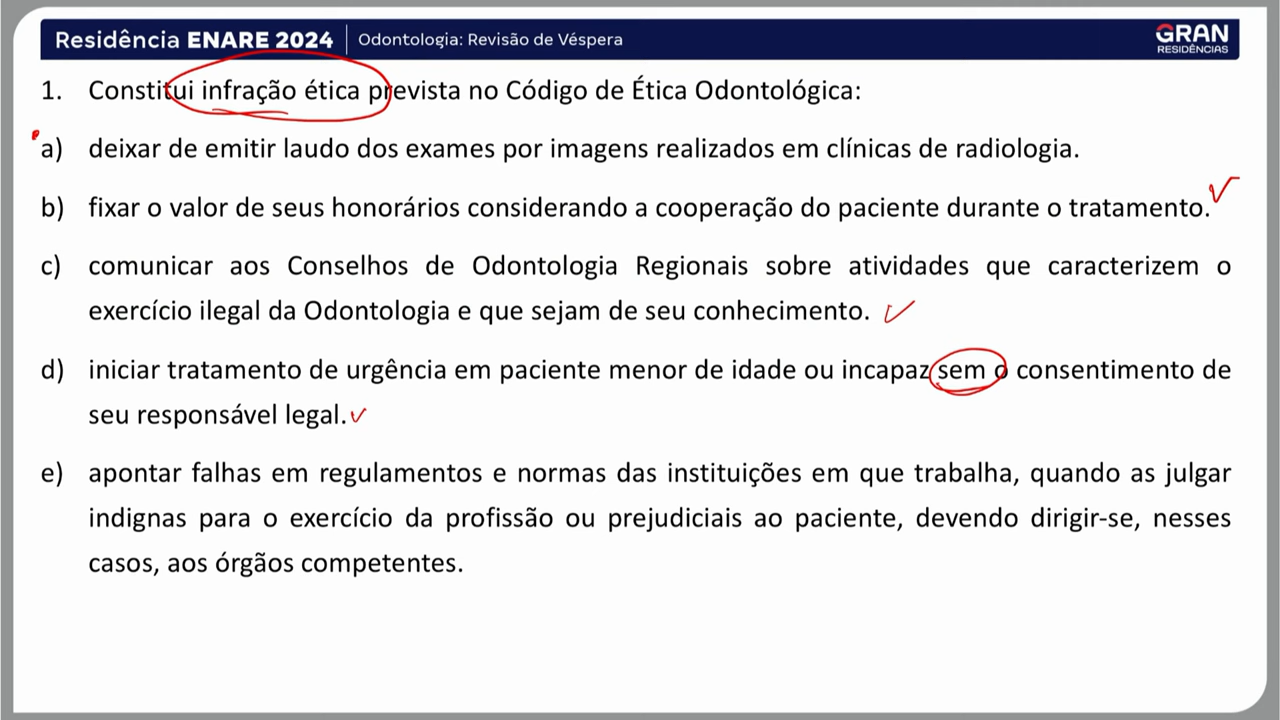 Residência ENARE 2024 Odontologia: Revisão de Véspera
GRAN
RESIDÊNCIAS
1. Constitui infração ética prevista no Código de Ética Odontológica:
a) deixar de emitir laudo dos exames por imagens realizados em clínicas de radiologia.
b) fixar o valor de seus honorários considerando a cooperação do paciente durante o tratamento.
c) comunicar aos Conselhos de Odontologia Regionais sobre atividades que caracterizem o
exercício ilegal da Odontologia e que sejam de seu conhecimento.
d) iniciar tratamento de urgência em paciente menor de idade ou incapaz sem o consentimento de
seu responsável legal.
e) apontar falhas em regulamentos e normas das instituições em que trabalha, quando as julgar
indignas para o exercício da profissão ou prejudiciais ao paciente, devendo dirigir-se, nesses
casos, aos órgãos competentes.